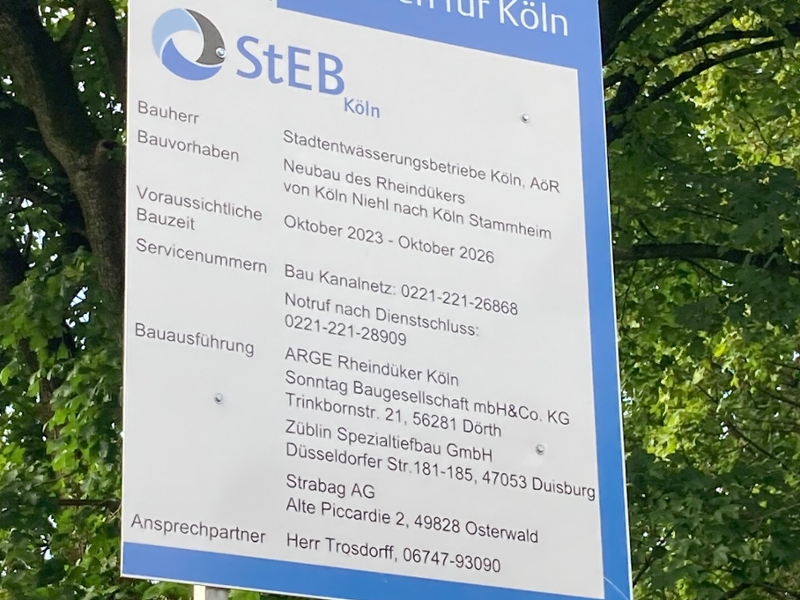 für Köln
StEB
Köln
Bauherr
Stadtentwässerungsbetriebe Köln, AöR
Bauvorhaben
Neubau des Rheindükers
von Köln Niehl nach Köln Stammheim
Voraussichtliche
Bauzeit
Oktober 2023 - Oktober 2026
Servicenummern
Bau Kanalnetz: 0221-221-26868
Notruf nach Dienstschluss:
0221-221-28909
Bauausführung
ARGE Rheindüker Köln
Sonntag Baugesellschaft mbH&Co. KG
Trinkbornstr. 21, 56281 Dörth
Züblin Spezialtiefbau GmbH
Düsseldorfer Str.181-185, 47053 Duisburg
Strabag AG
Alte Piccardie 2, 49828 Osterwald
Ansprechpartner
Herr Trosdorff, 06747-93090